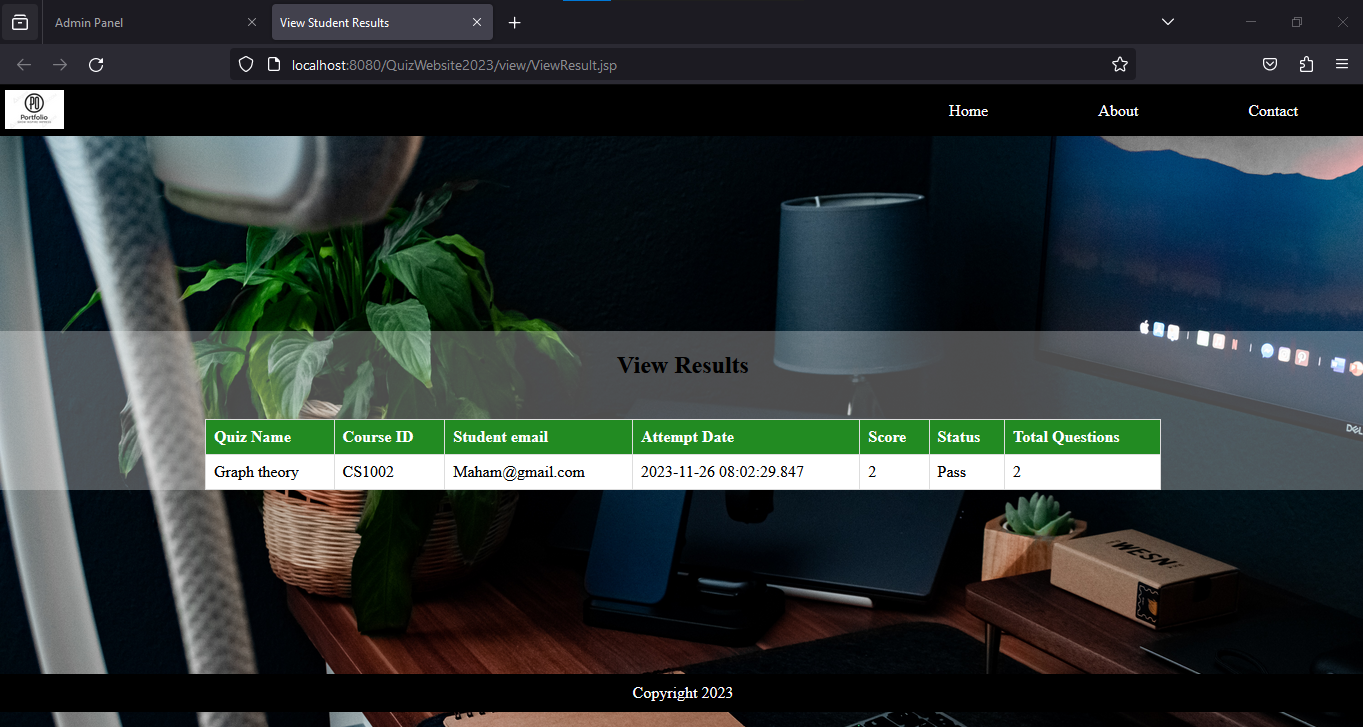 Admin Panel
View Student Results
localhost:8080/QuizWebsite2023/view/ViewResult.jsp
PO
Portfolio
Home About Contact
View Results
Quiz Name Course ID Student email Attempt Date Score Status Total Questions
Graph theory CS1002 Maham@gmail.com 2023-11-26 08:02:29.847 2 Pass 2
WESN
Copyright 2023